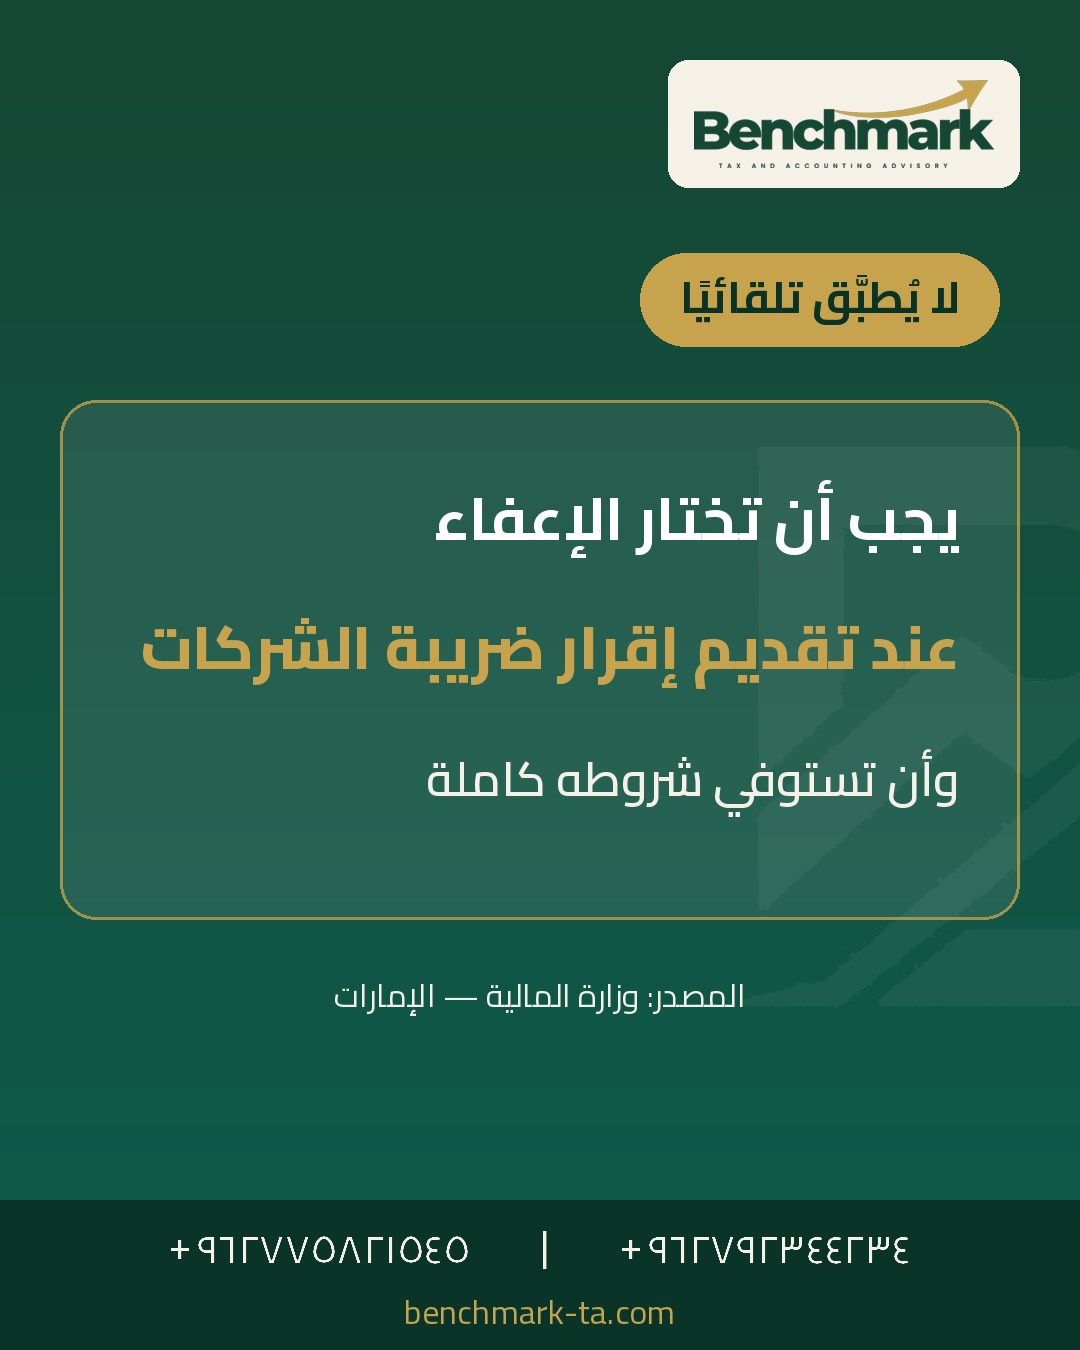 Benchmark
TAX AND ACCOUNTING ADVISORY
لا يُطبَّق تلقائيًا
يجب أن تختار الإعفاء
عند تقديم إقرار ضريبة الشركات
وأن تستوفي شروطه كاملة
المصدر: وزارة المالية — الإمارات
+٩٦٢٧٧٥٨٢١٥٤٥ | +٩٦٢٧٩٢٣٤٤٢٣٤
benchmark-ta.com